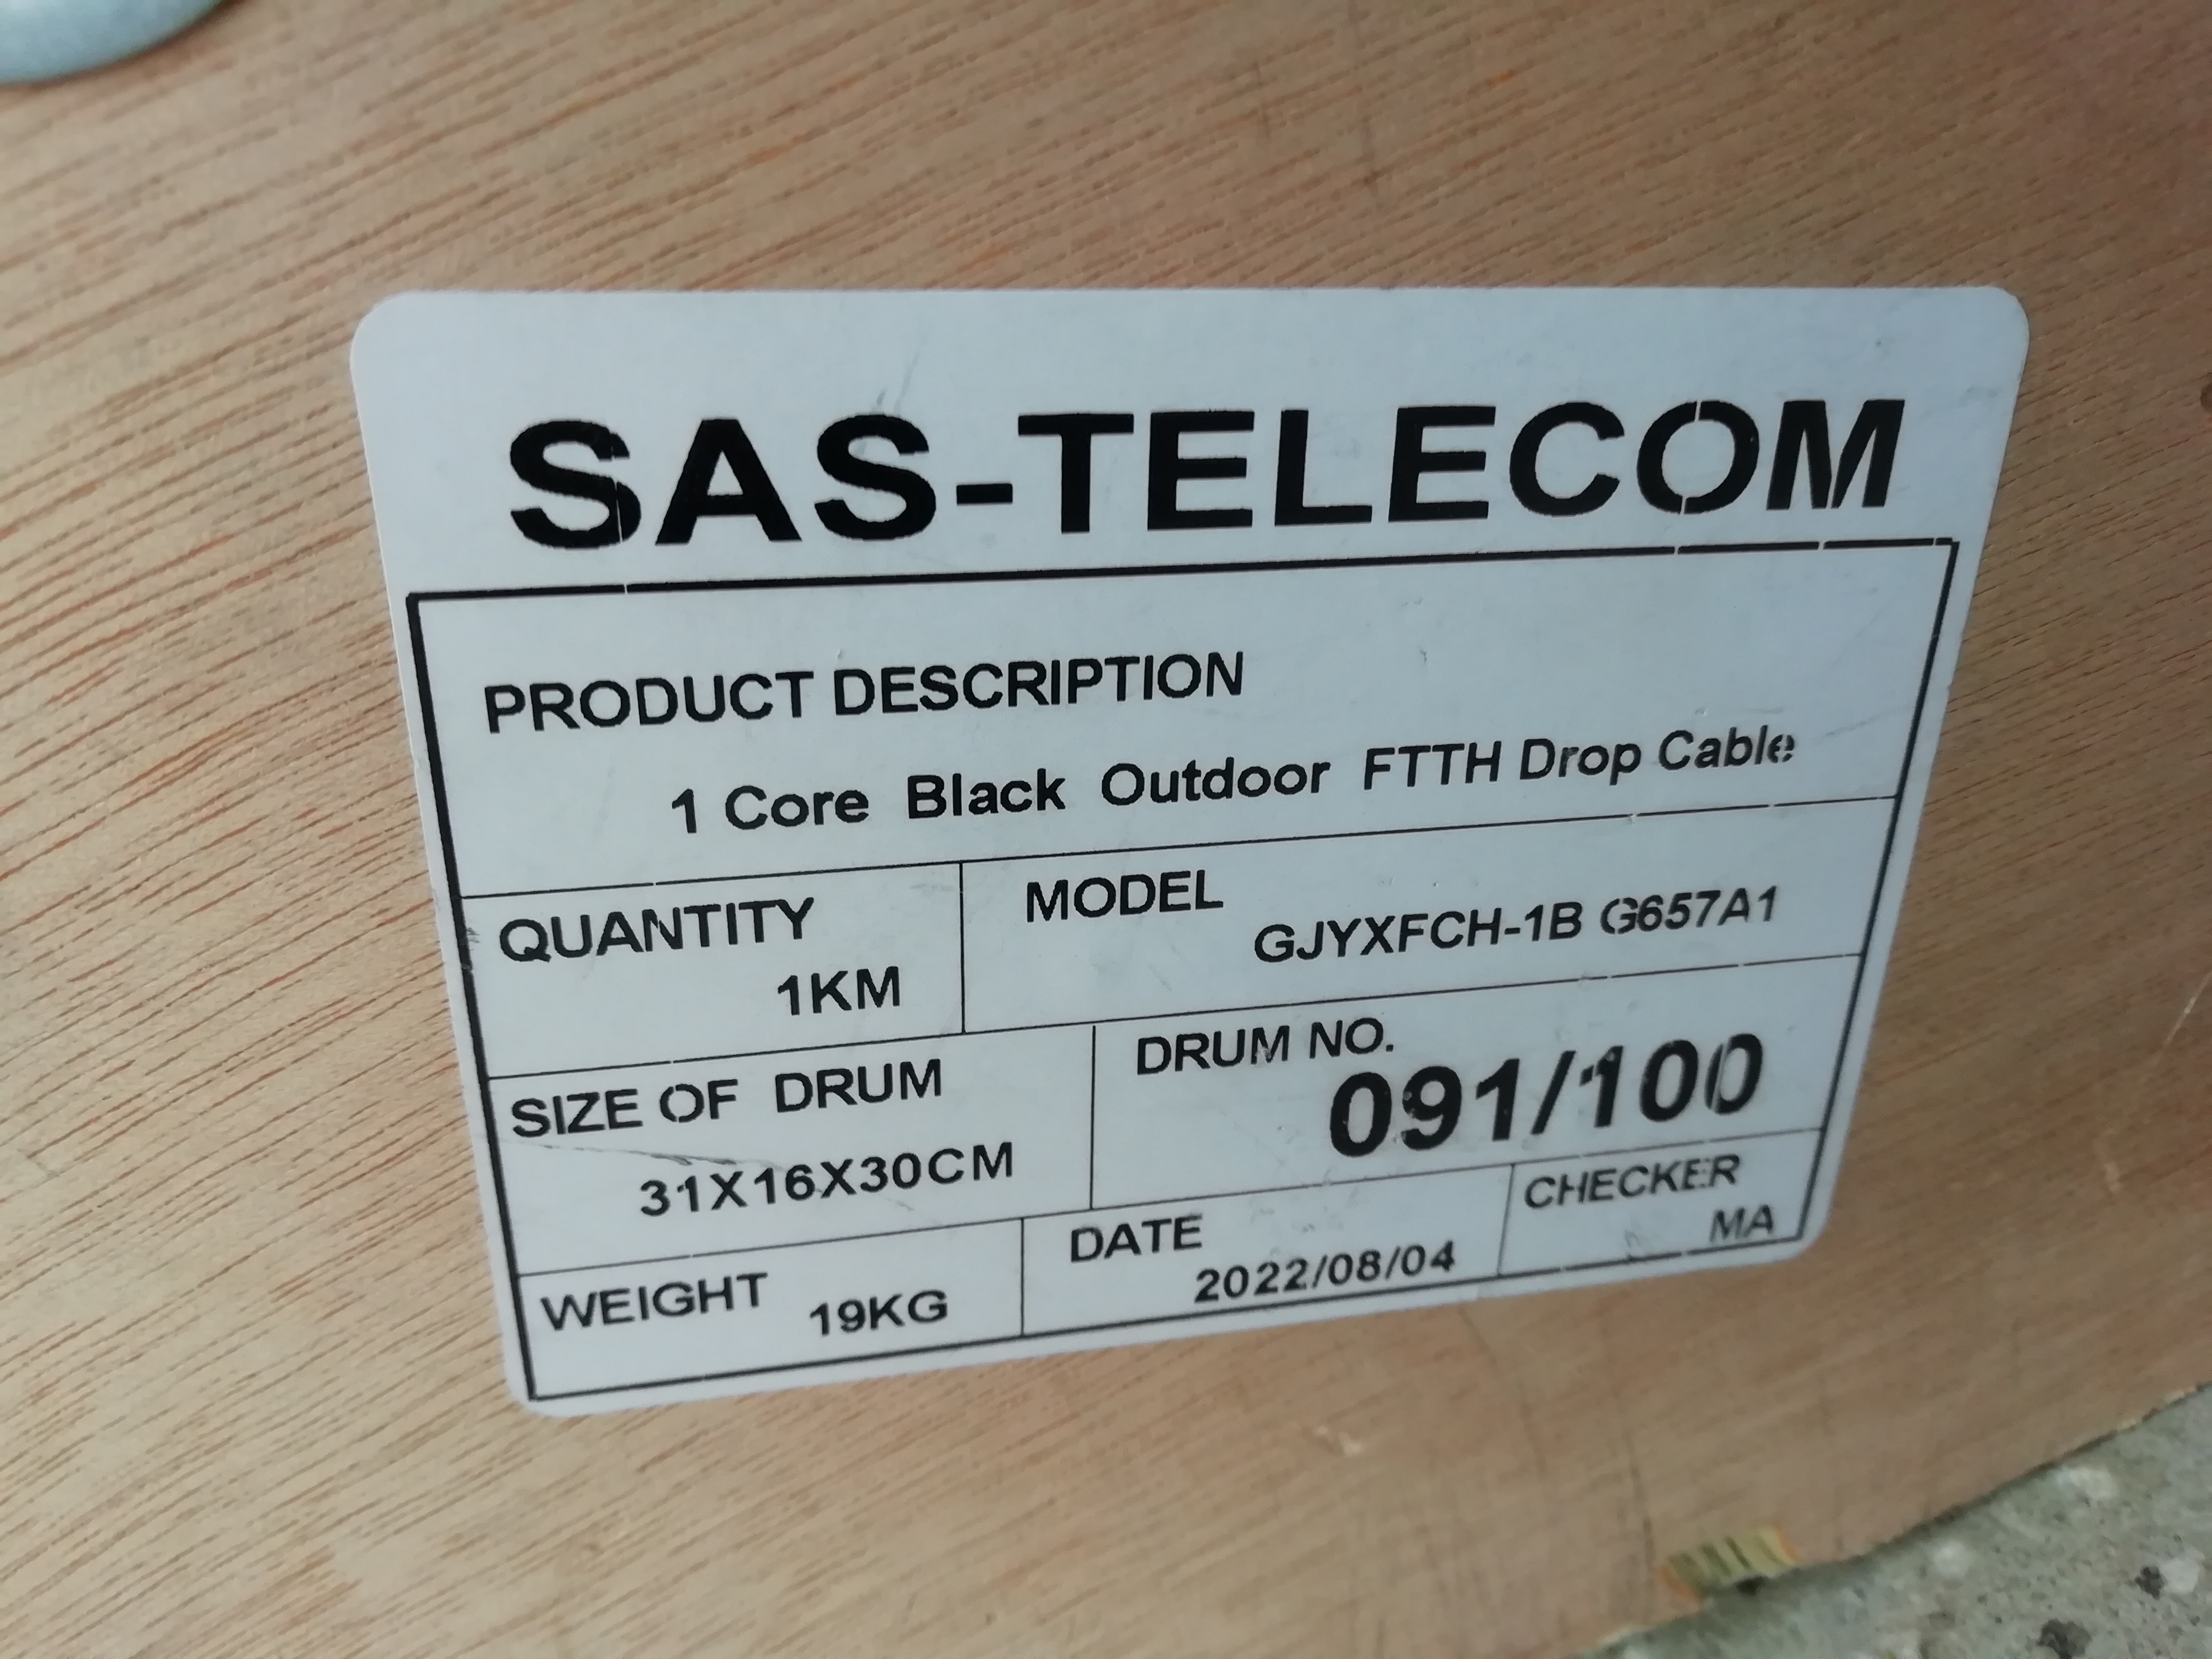 SAS-TELECOM
PRODUCT DESCRIPTION
1 Core Black Outdoor FTTH Drop Cable
QUANTITY
1KM
MODEL
GJYXFCH-1B G657A1
SIZE OF DRUM
31X16X30CM
DRUM NO.
091/100
WEIGHT
19KG
DATE
2022/08/04
CHECKER
MA